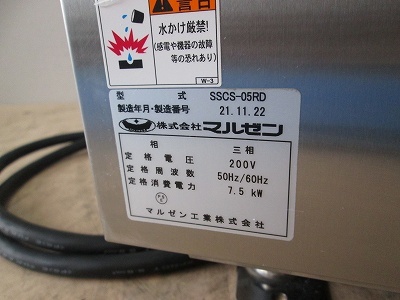 警告
水かけ厳禁!
(感電や機器の故障
等の恐れあり)
W-3
型 式 SSCS-05RD
製造年月・製造番号 21.11.22
株式会社マルゼン
相 三相
定格電圧 200V
定格周波数 50Hz/60Hz
定格消費電力 7.5 kW
マルゼン工業株式会社